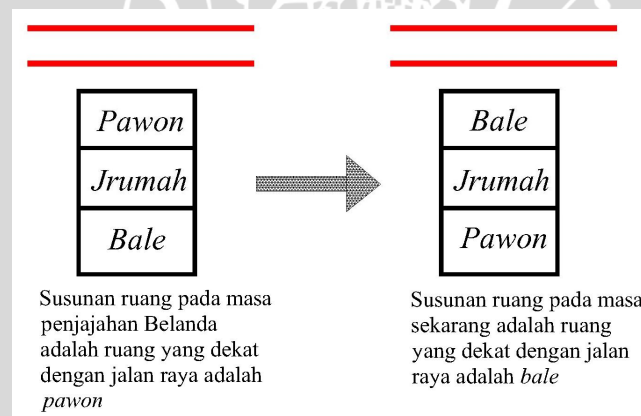 Pawon
Jrumah
Bale
Susunan ruang pada masa
penjajahan Belanda
adalah ruang yang dekat
dengan jalan raya adalah
pawon
Bale
Jrumah
Pawon
Susunan ruang pada masa
sekarang adalah ruang
yang dekat dengan jalan
raya adalah bale